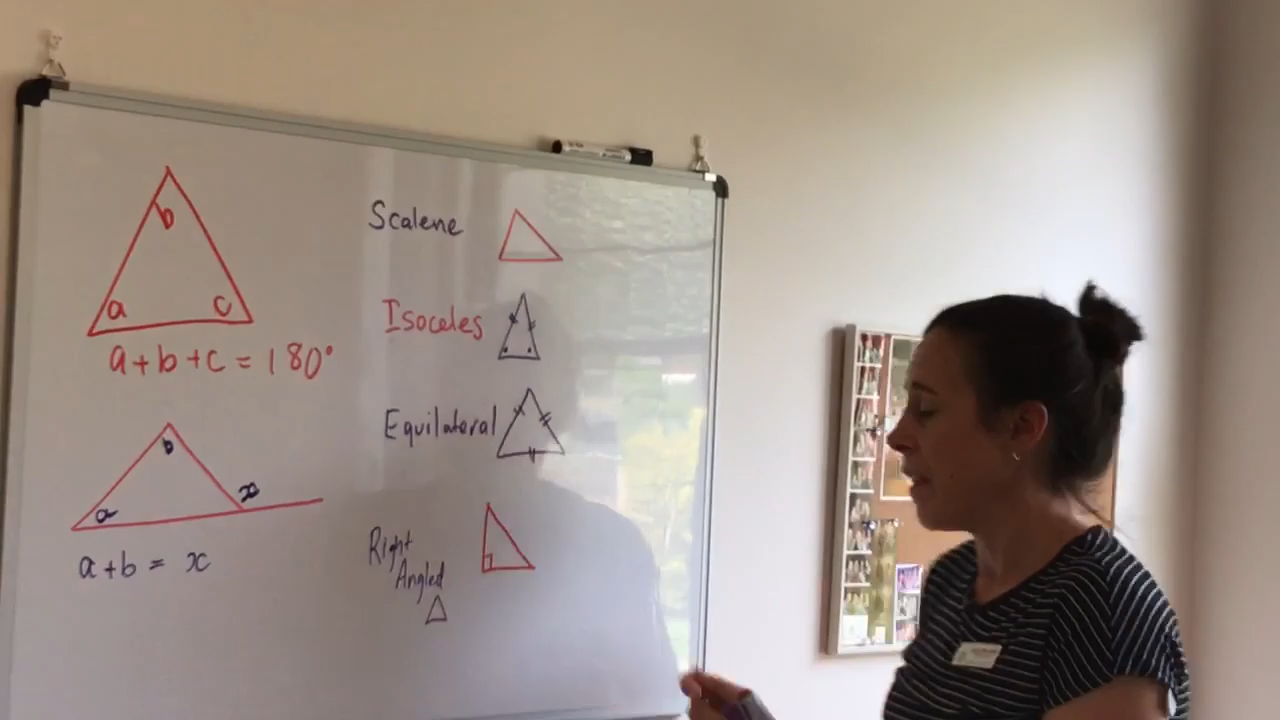 b
a c
a+b+c = 180°
b
a x
a+b = x
Scalene
Isoceles
Equilateral
Right
Angled